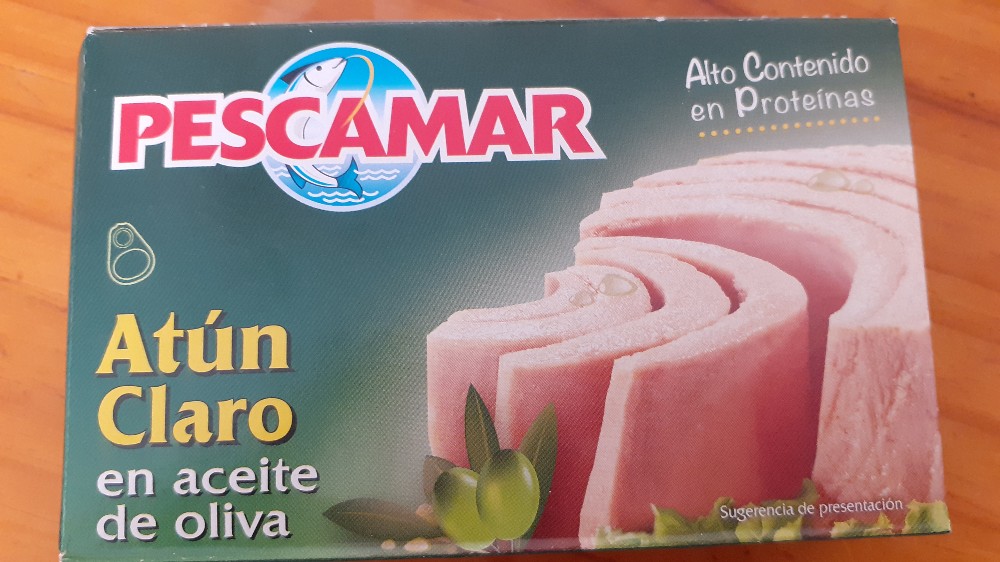 PESCAMAR
Alto Contenido
en Proteínas
Atún
Claro
en aceite
de oliva
Sugerencia de presentación